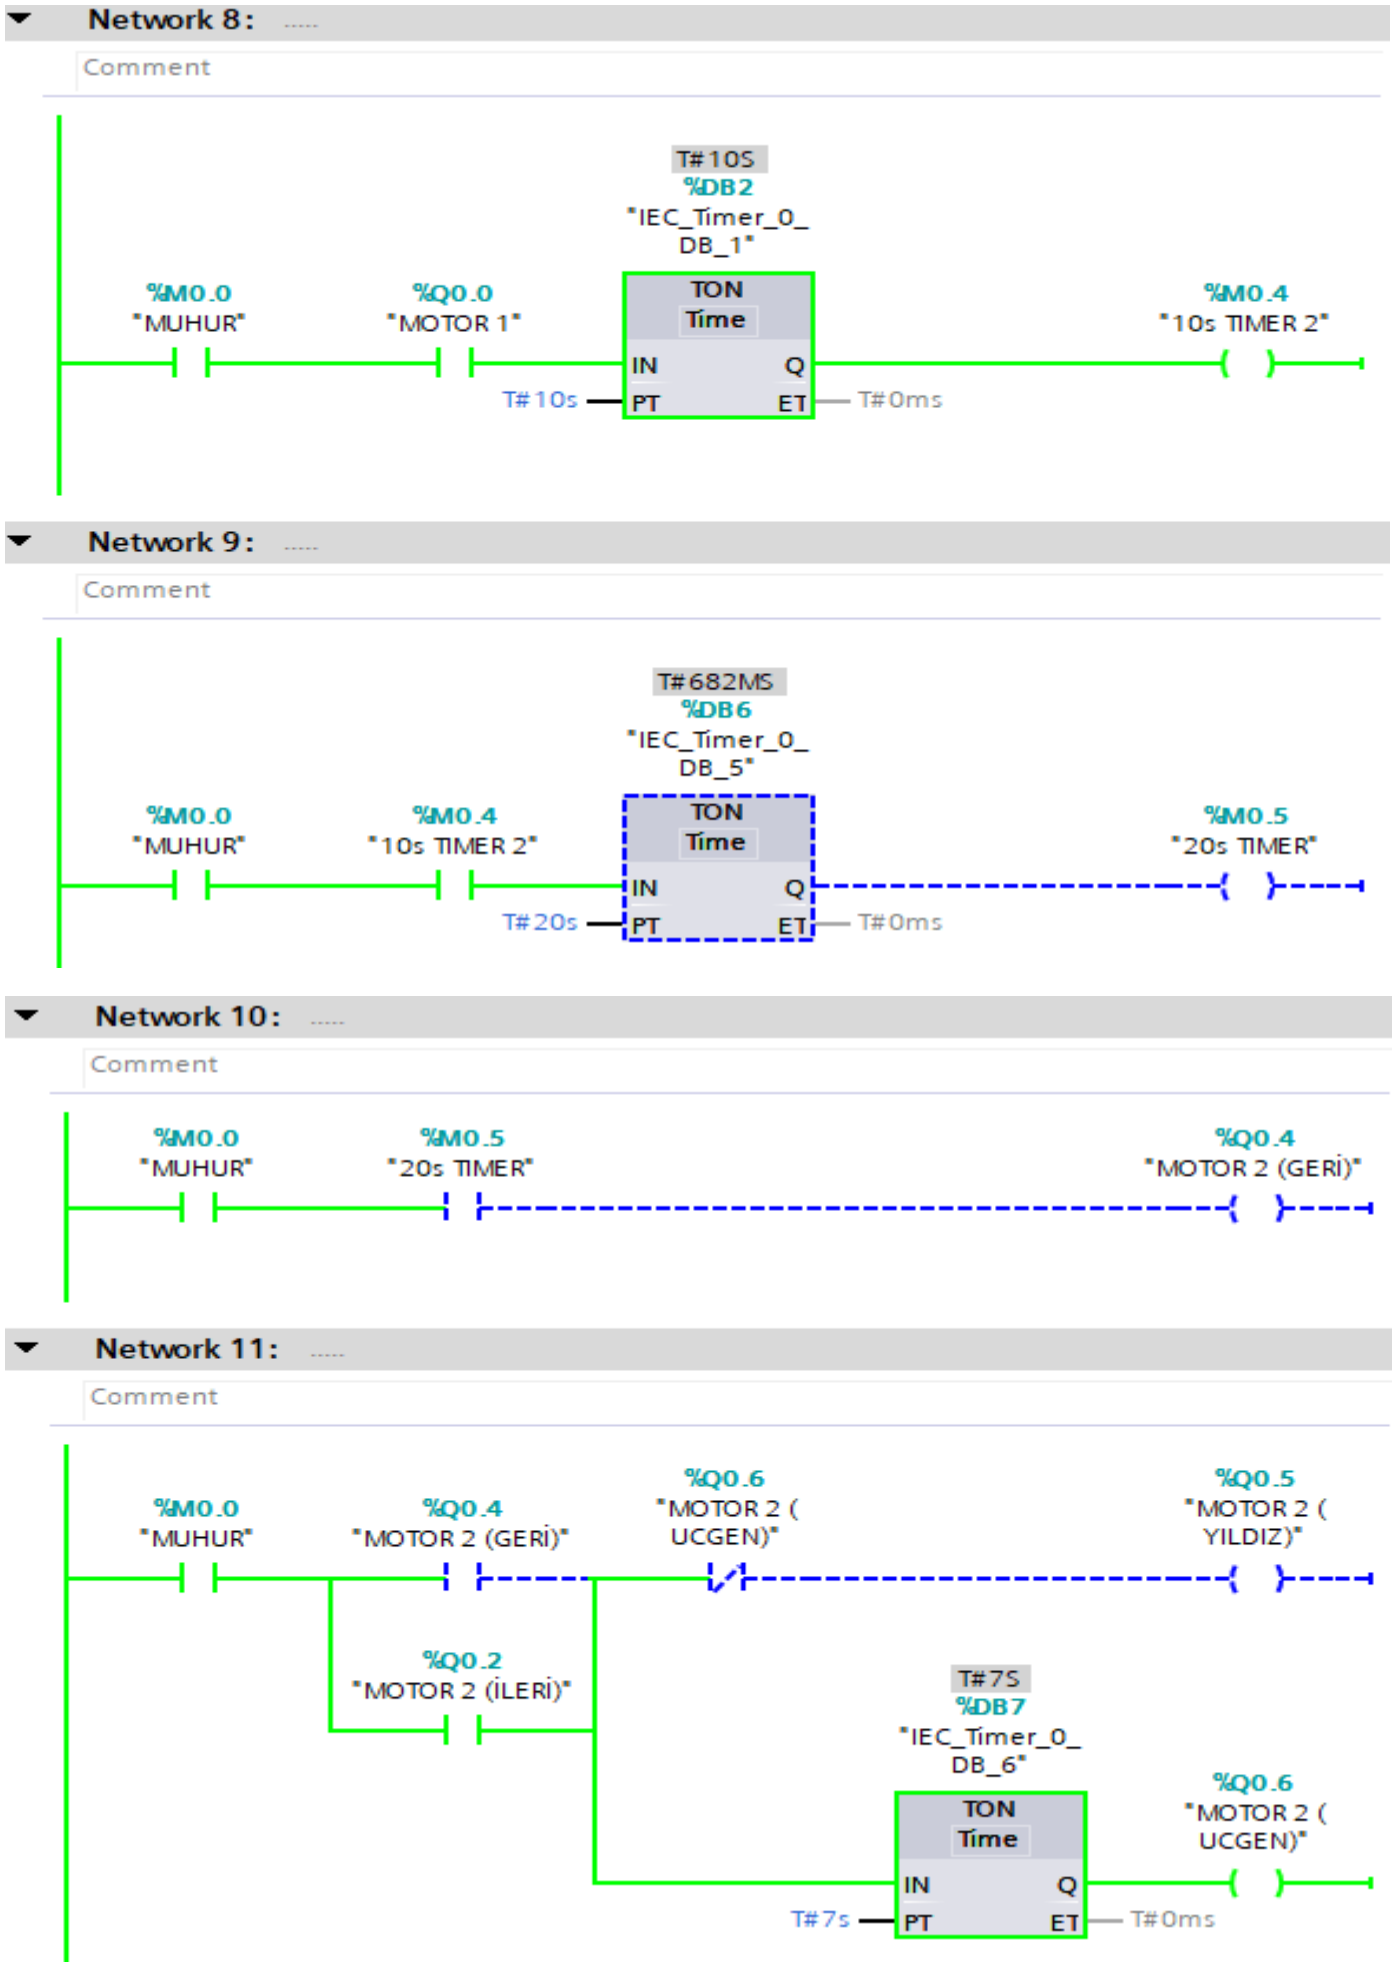 Network 8: .....
Comment
T#10S
%DB2
"IEC_Timer_0_
DB_1"
%M0.0
"MUHUR"
%Q0.0
"MOTOR 1"
TON
Time
%M0.4
"10s TIMER 2"
IN
Q
T#10s
PT
ET
T#0ms
Network 9: .....
Comment
T#682MS
%DB6
"IEC_Timer_0_
DB_5"
%M0.0
"MUHUR"
%M0.4
"10s TIMER 2"
TON
Time
%M0.5
"20s TIMER"
IN
Q
T#20s
PT
ET
T#0ms
Network 10: .....
Comment
%M0.0
"MUHUR"
%M0.5
"20s TIMER"
%Q0.4
"MOTOR 2 (GERİ)"
Network 11: .....
Comment
%M0.0
"MUHUR"
%Q0.4
"MOTOR 2 (GERİ)"
%Q0.6
"MOTOR 2 (
UCGEN)"
%Q0.5
"MOTOR 2 (
YILDIZ)"
%Q0.2
"MOTOR 2 (İLERİ)"
T#7S
%DB7
"IEC_Timer_0_
DB_6"
TON
Time
%Q0.6
"MOTOR 2 (
UCGEN)"
IN
Q
T#7s
PT
ET
T#0ms